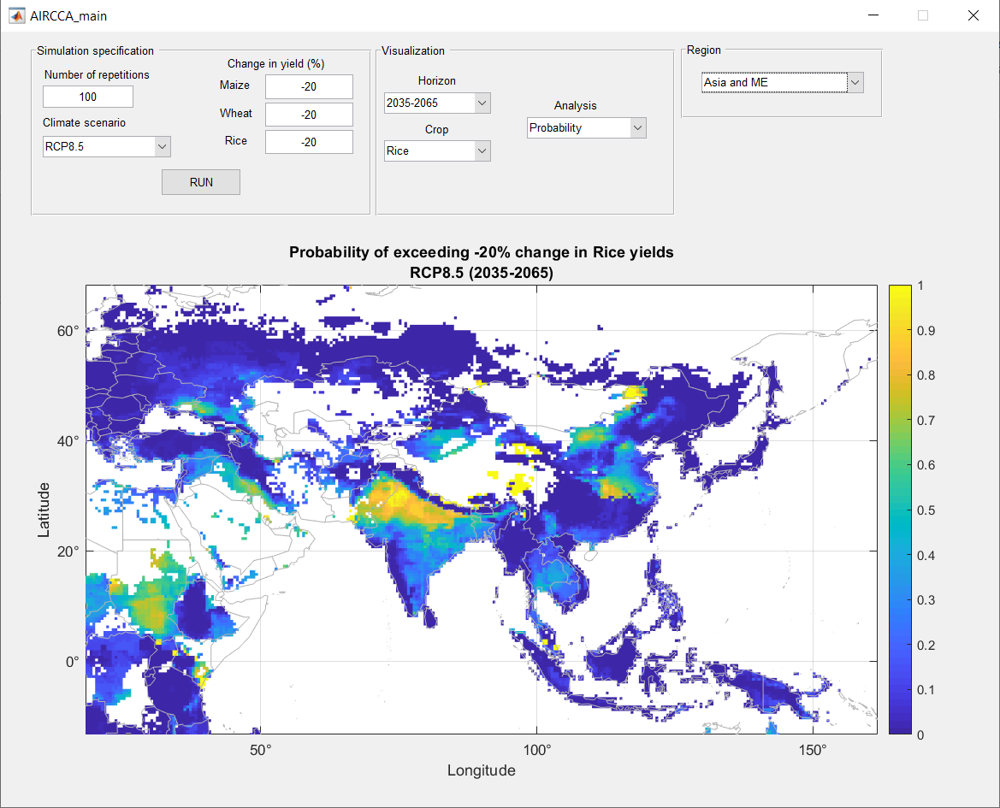 AIRCCA_main
Simulation specification
Number of repetitions
100
Climate scenario
RCP8.5
Change in yield (%)
Maize
-20
Wheat
-20
Rice
-20
RUN
Visualization
Horizon
2035-2065
Crop
Rice
Analysis
Probability
Region
Asia and ME
Probability of exceeding -20% change in Rice yields
RCP8.5 (2035-2065)
60°
40°
20°
0°
Latitude
50°
100°
150°
Longitude
1
0.9
0.8
0.7
0.6
0.5
0.4
0.3
0.2
0.1
0